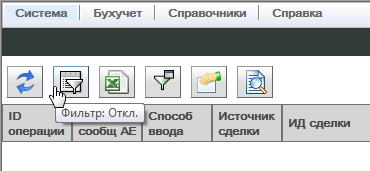 Система Бухучет Справочники Справка
Фильтр: Откл.
ID Способ Источник ИД сделки
операции сообщ АЕ ввода сделки